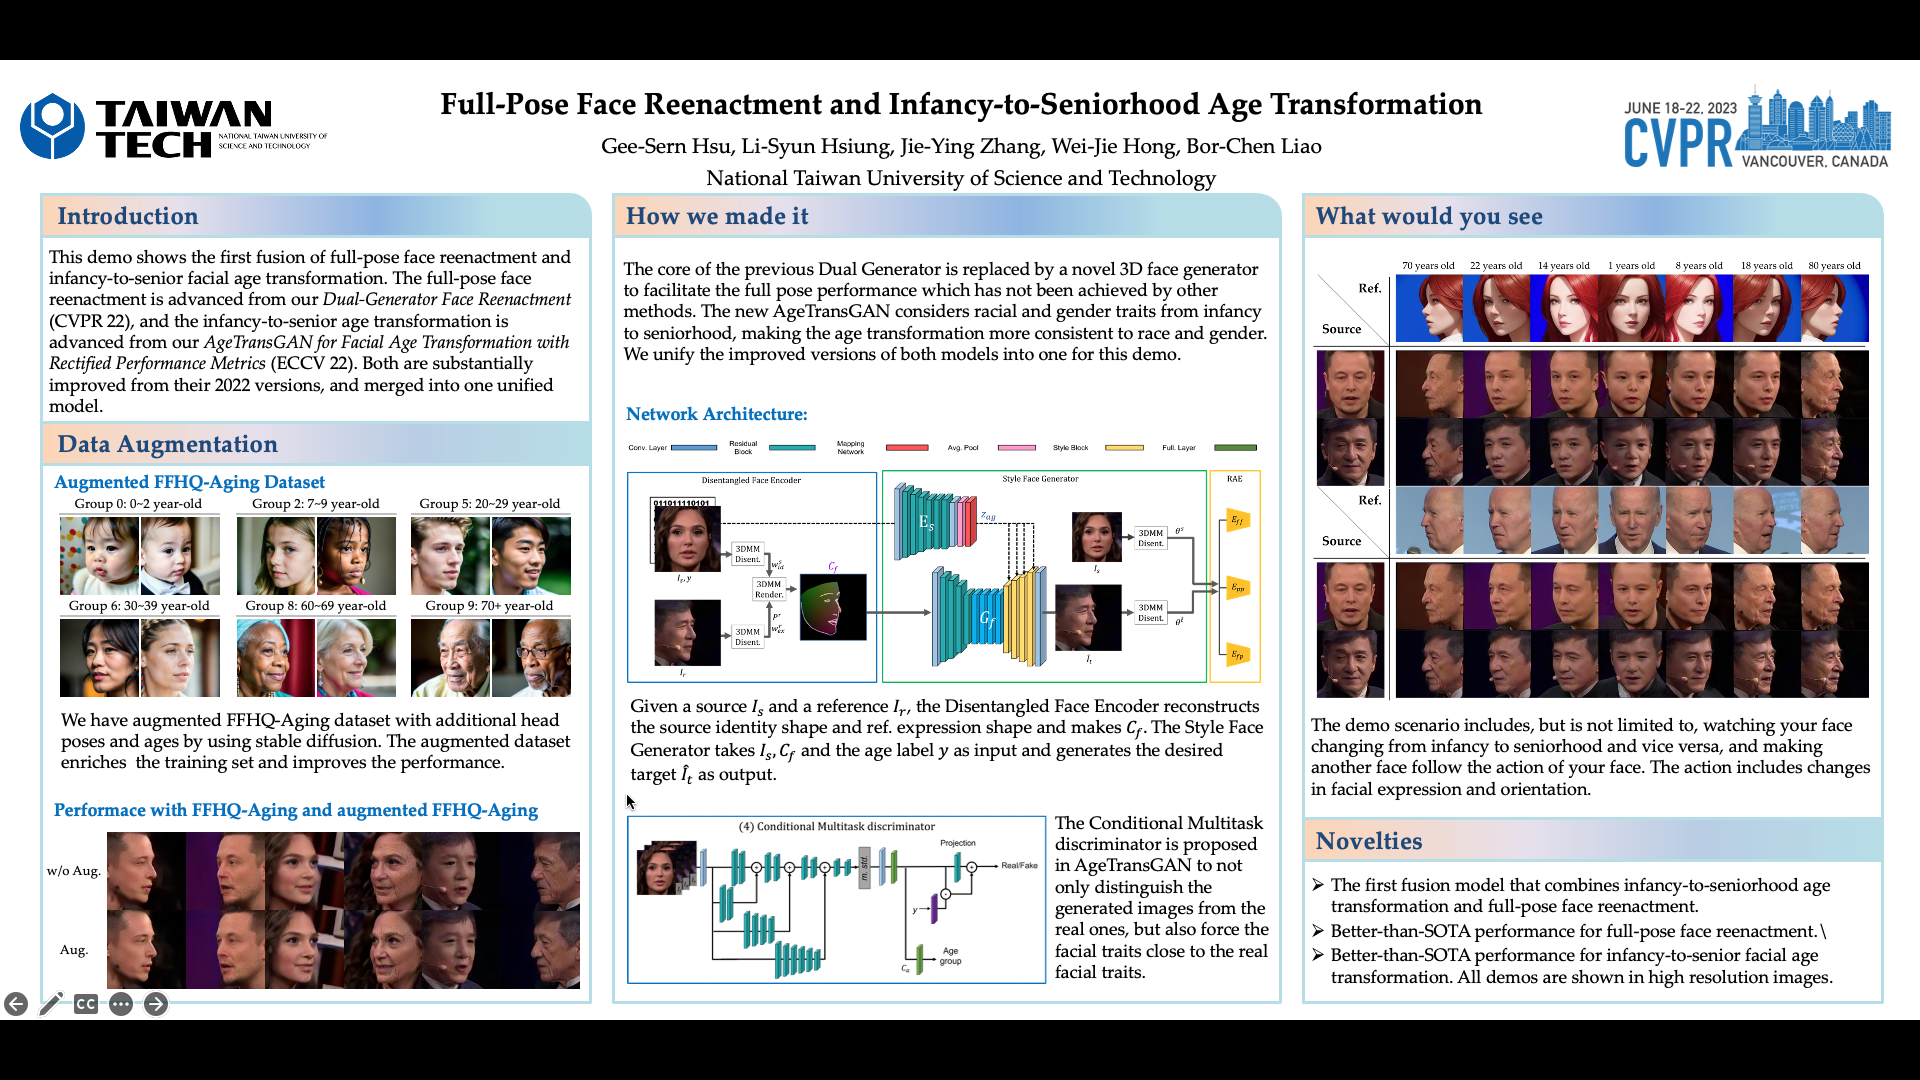 TAIWAN
TECH
NATIONAL TAIWAN UNIVERSITY OF
SCIENCE AND TECHNOLOGY
Full-Pose Face Reenactment and Infancy-to-Seniorhood Age Transformation
Gee-Sern Hsu, Li-Syun Hsiung, Jie-Ying Zhang, Wei-Jie Hong, Bor-Chen Liao
National Taiwan University of Science and Technology
JUNE 18-22, 2023
CVPR
VANCOUVER, CANADA
Introduction
This demo shows the first fusion of full-pose face reenactment and
infancy-to-senior facial age transformation. The full-pose face
reenactment is advanced from our Dual-Generator Face Reenactment
(CVPR 22), and the infancy-to-senior age transformation is
advanced from our AgeTransGAN for Facial Age Transformation with
Rectified Performance Metrics (ECCV 22). Both are substantially
improved from their 2022 versions, and merged into one unified
model.
Data Augmentation
Augmented FFHQ-Aging Dataset
Group 0: 0~2 year-old
Group 2: 7~9 year-old
Group 5: 20~29 year-old
Group 6: 30~39 year-old
Group 8: 60~69 year-old
Group 9: 70+ year-old
We have augmented FFHQ-Aging dataset with additional head
poses and ages by using stable diffusion. The augmented dataset
enriches the training set and improves the performance.
Performace with FFHQ-Aging and augmented FFHQ-Aging
w/o Aug.
Aug.
CC
How we made it
The core of the previous Dual Generator is replaced by a novel 3D face generator
to facilitate the full pose performance which has not been achieved by other
methods. The new AgeTransGAN considers racial and gender traits from infancy
to seniorhood, making the age transformation more consistent to race and gender.
We unify the improved versions of both models into one for this demo.
Network Architecture:
Conv. Layer
Residual
Block
Mapping
Network
Avg. Pool
Style Block
Full. Layer
Disentangled Face Encoder
011011110101
I_s, y
3DMM
Disent.
3DMM
Render.
3DMM
Disent.
C_f
I_r
Style Face Generator
E_s
z_ag
G_f
I_s
3DMM
Disent.
θ^s
3DMM
Disent.
Î_t
RAE
E_ff
E_pp
E_fp
Given a source I_s and a reference I_r, the Disentangled Face Encoder reconstructs
the source identity shape and ref. expression shape and makes C_f. The Style Face
Generator takes I_s, C_f and the age label y as input and generates the desired
target Î_t as output.
(4) Conditional Multitask discriminator
m. std.
Projection
Real/Fake
y
Age
group
The Conditional Multitask
discriminator is proposed
in AgeTransGAN to not
only distinguish the
generated images from the
real ones, but also force the
facial traits close to the real
facial traits.
What would you see
70 years old
22 years old
14 years old
1 years old
8 years old
18 years old
80 years old
Ref.
Source
Ref.
Source
The demo scenario includes, but is not limited to, watching your face
changing from infancy to seniorhood and vice versa, and making
another face follow the action of your face. The action includes changes
in facial expression and orientation.
Novelties
➢ The first fusion model that combines infancy-to-seniorhood age
transformation and full-pose face reenactment.
➢ Better-than-SOTA performance for full-pose face reenactment.\
➢ Better-than-SOTA performance for infancy-to-senior facial age
transformation. All demos are shown in high resolution images.